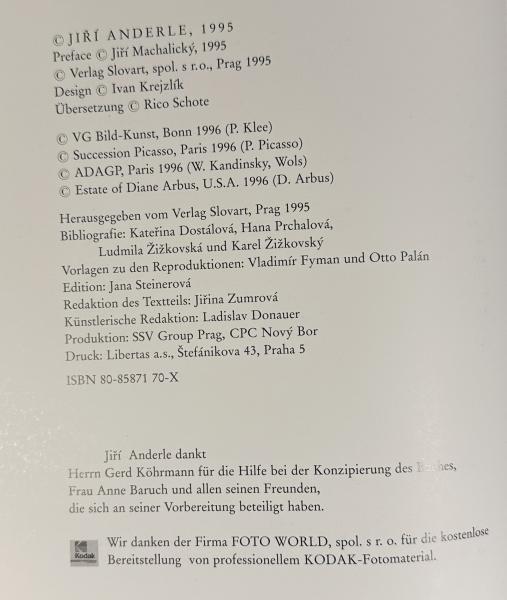 © JIŘÍ ANDERLE, 1995
Preface © Jiří Machalický, 1995
© Verlag Slovart, spol. s r.o., Prag 1995
Design © Ivan Krejzlík
Übersetzung © Rico Schote
© VG Bild-Kunst, Bonn 1996 (P. Klee)
© Succession Picasso, Paris 1996 (P. Picasso)
© ADAGP, Paris 1996 (W. Kandinsky, Wols)
© Estate of Diane Arbus, U.S.A. 1996 (D. Arbus)
Herausgegeben vom Verlag Slovart, Prag 1995
Bibliografie: Kateřina Dostálová, Hana Prchalová,
Ludmila Žižkovská und Karel Žižkovský
Vorlagen zu den Reproduktionen: Vladimír Fyman und Otto Palán
Edition: Jana Steinerová
Redaktion des Textteils: Jiřina Zumrová
Künstlerische Redaktion: Ladislav Donauer
Produktion: SSV Group Prag, CPC Nový Bor
Druck: Libertas a.s., Štefánikova 43, Praha 5
ISBN 80-85871 70-X
Jiří Anderle dankt
Herrn Gerd Köhrmann für die Hilfe bei der Konzipierung des Buches,
Frau Anne Baruch und allen seinen Freunden,
die sich an seiner Vorbereitung beteiligt haben.
Kodak
Wir danken der Firma FOTO WORLD, spol. s r. o. für die kostenlose
Bereitstellung von professionellem KODAK-Fotomaterial.